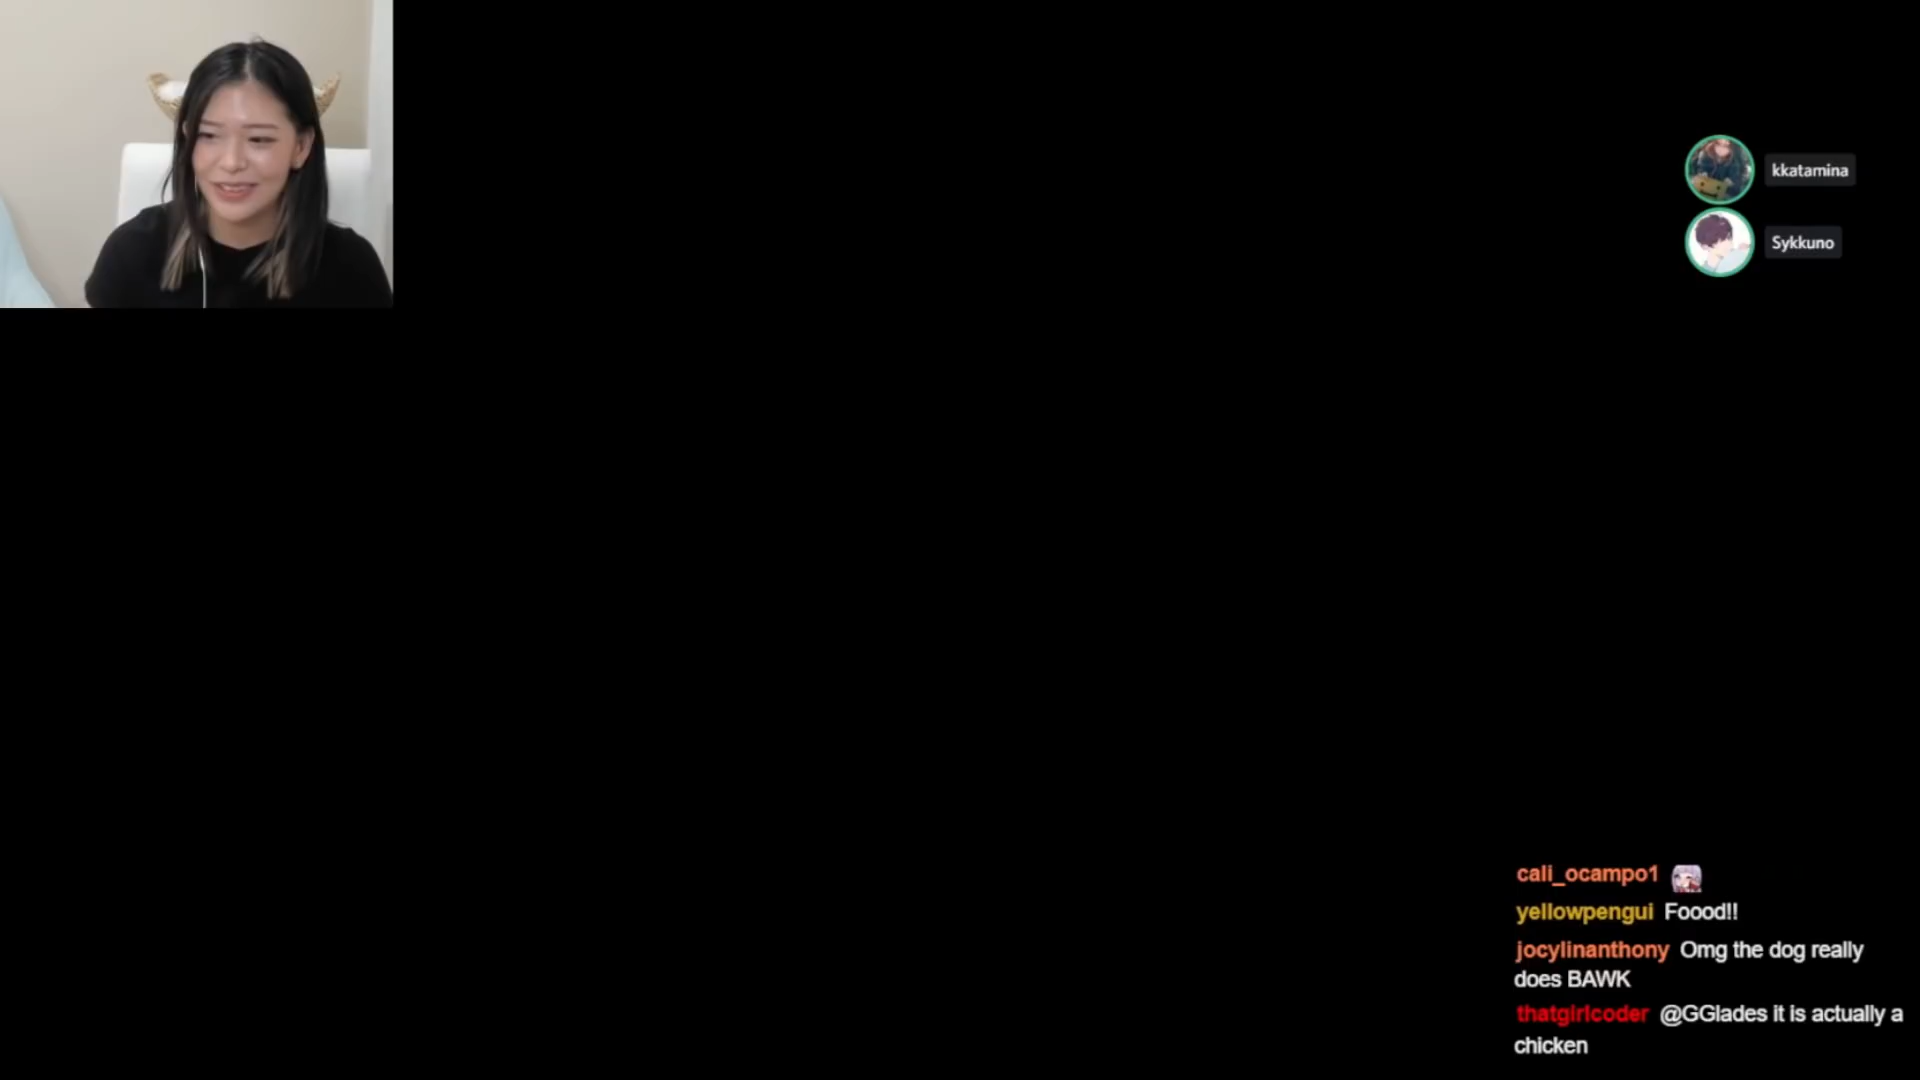 kkatamina
Sykkuno
cali_ocampo1
yellowpengui Foood!!
jocylinanthony Omg the dog really
does BAWK
thatgirlcoder @GGlades it is actually a
chicken